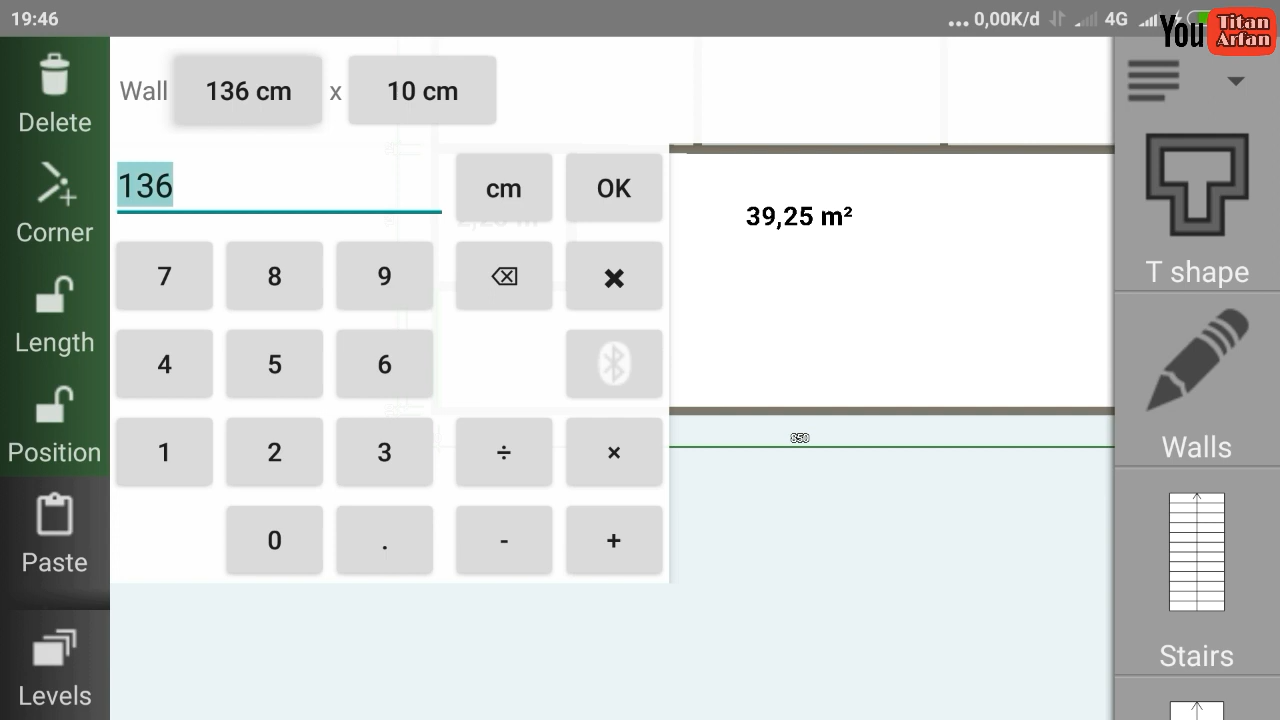 19:46
... 0,00K/d 4G
You Titan
Arfan
Delete
Corner
Length
Position
Paste
Levels
Wall 136 cm x 10 cm
136 cm OK
7 8 9 ⌫ ✖
4 5 6
1 2 3 ÷ ×
0 . - +
39,25 m²
850
T shape
Walls
Stairs